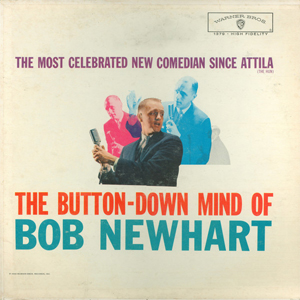 WARNER BROS.
1379 • HIGH FIDELITY
THE MOST CELEBRATED NEW COMEDIAN SINCE ATTILA
(THE HUN)
THE BUTTON-DOWN MIND OF
BOB NEWHART